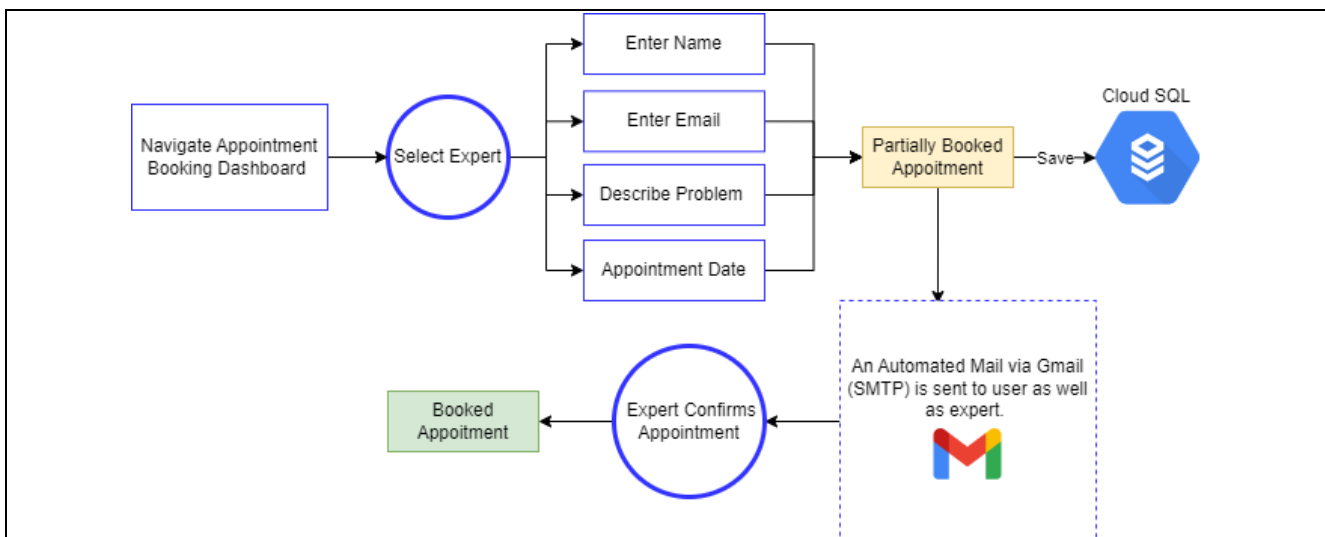 Navigate Appointment
Booking Dashboard
Select Expert
Enter Name
Enter Email
Describe Problem
Appointment Date
Partially Booked
Appoitment
Save
Cloud SQL
An Automated Mail via Gmail
(SMTP) is sent to user as well
as expert.
Expert Confirms
Appointment
Booked
Appoitment